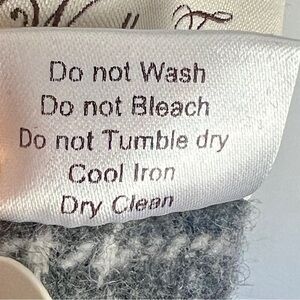 Do not Wash
Do not Bleach
Do not Tumble dry
Cool Iron
Dry Clean